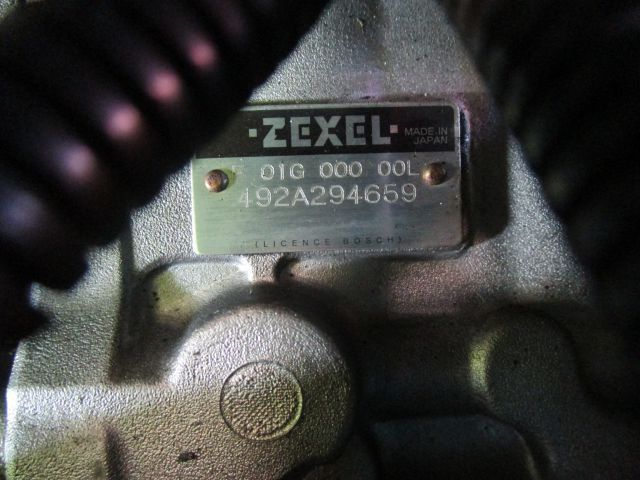 ·ZEXEL·
MADE IN
JAPAN
01G 000 00L
492A294659
(LICENCE BOSCH)